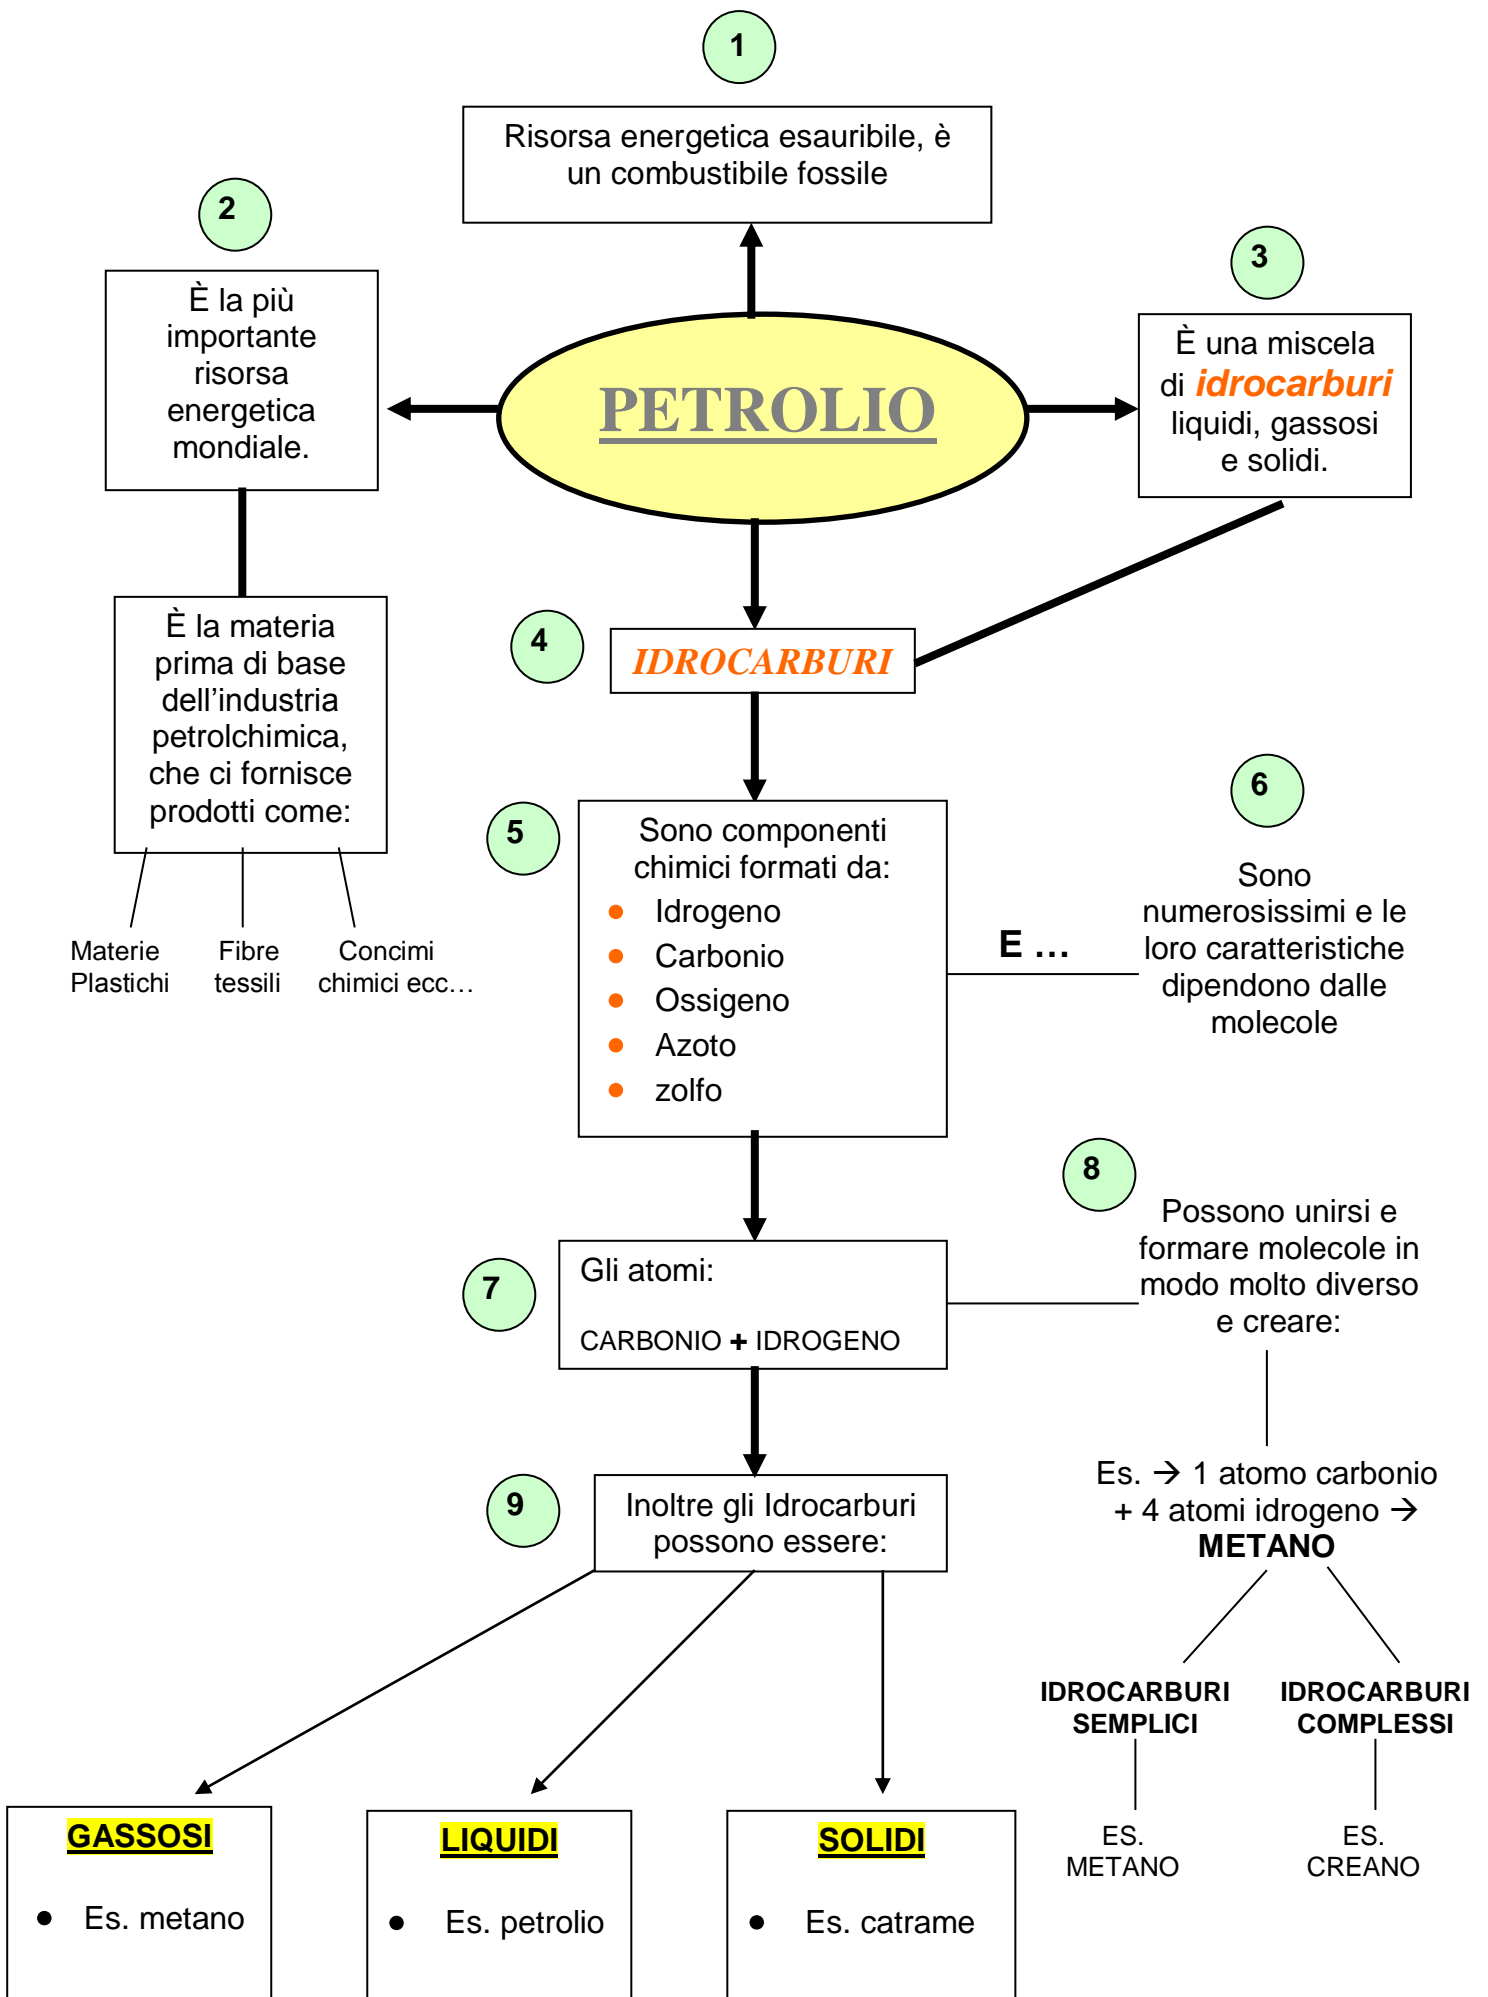 1
Risorsa energetica esauribile, è
un combustibile fossile
2
È la più
importante
risorsa
energetica
mondiale.
3
È una miscela
di idrocarburi
liquidi, gassosi
e solidi.
PETROLIO
È la materia
prima di base
dell’industria
petrolchimica,
che ci fornisce
prodotti come:
Materie
Plastichi
Fibre
tessili
Concimi
chimici ecc…
4
IDROCARBURI
5
Sono componenti
chimici formati da:
• Idrogeno
• Carbonio
• Ossigeno
• Azoto
• zolfo
E …
6
Sono
numerosissimi e le
loro caratteristiche
dipendono dalle
molecole
7
Gli atomi:
CARBONIO + IDROGENO
8
Possono unirsi e
formare molecole in
modo molto diverso
e creare:
Es. → 1 atomo carbonio
+ 4 atomi idrogeno →
METANO
IDROCARBURI
SEMPLICI
ES.
METANO
IDROCARBURI
COMPLESSI
ES.
CREANO
9
Inoltre gli Idrocarburi
possono essere:
GASSOSI
• Es. metano
LIQUIDI
• Es. petrolio
SOLIDI
• Es. catrame